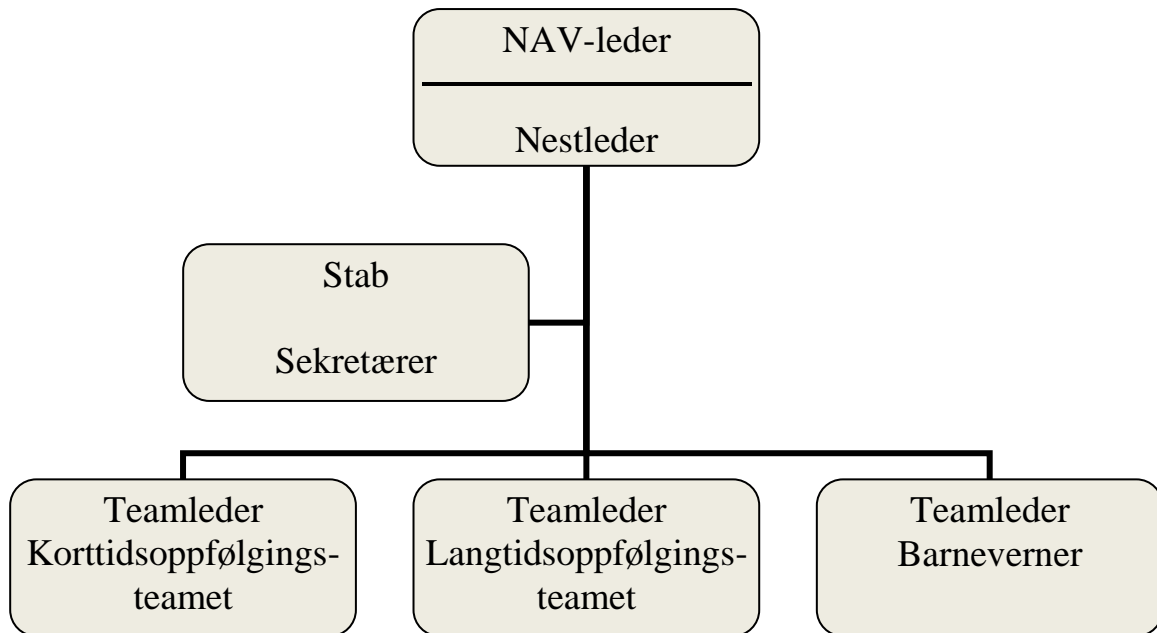 NAV-leder
Nestleder
Stab
Sekretærer
Teamleder
Korttidsoppfølgings-
teamet
Teamleder
Langtidsoppfølgings-
teamet
Teamleder
Barneverner